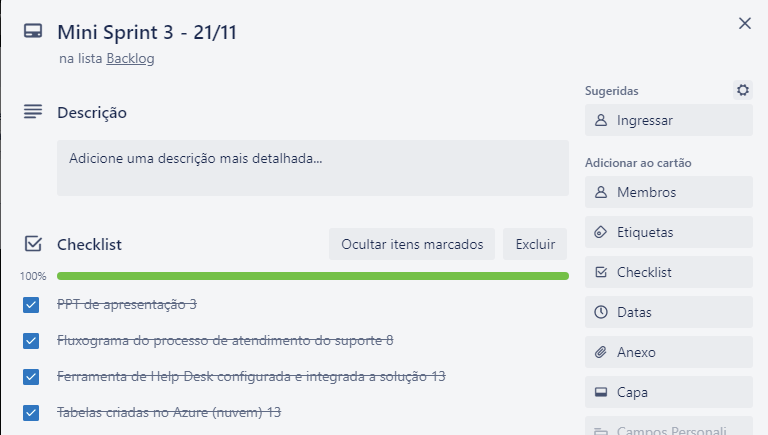 Mini Sprint 3 - 21/11
na lista Backlog
Descrição
Adicione uma descrição mais detalhada...
Checklist
Ocultar itens marcados
Excluir
100%
PPT de apresentação 3
Fluxograma do processo de atendimento do suporte 8
Ferramenta de Help Desk configurada e integrada a solução 13
Tabelas criadas no Azure (nuvem) 13
Sugeridas
Ingressar
Adicionar ao cartão
Membros
Etiquetas
Checklist
Datas
Anexo
Capa
Campos Personali